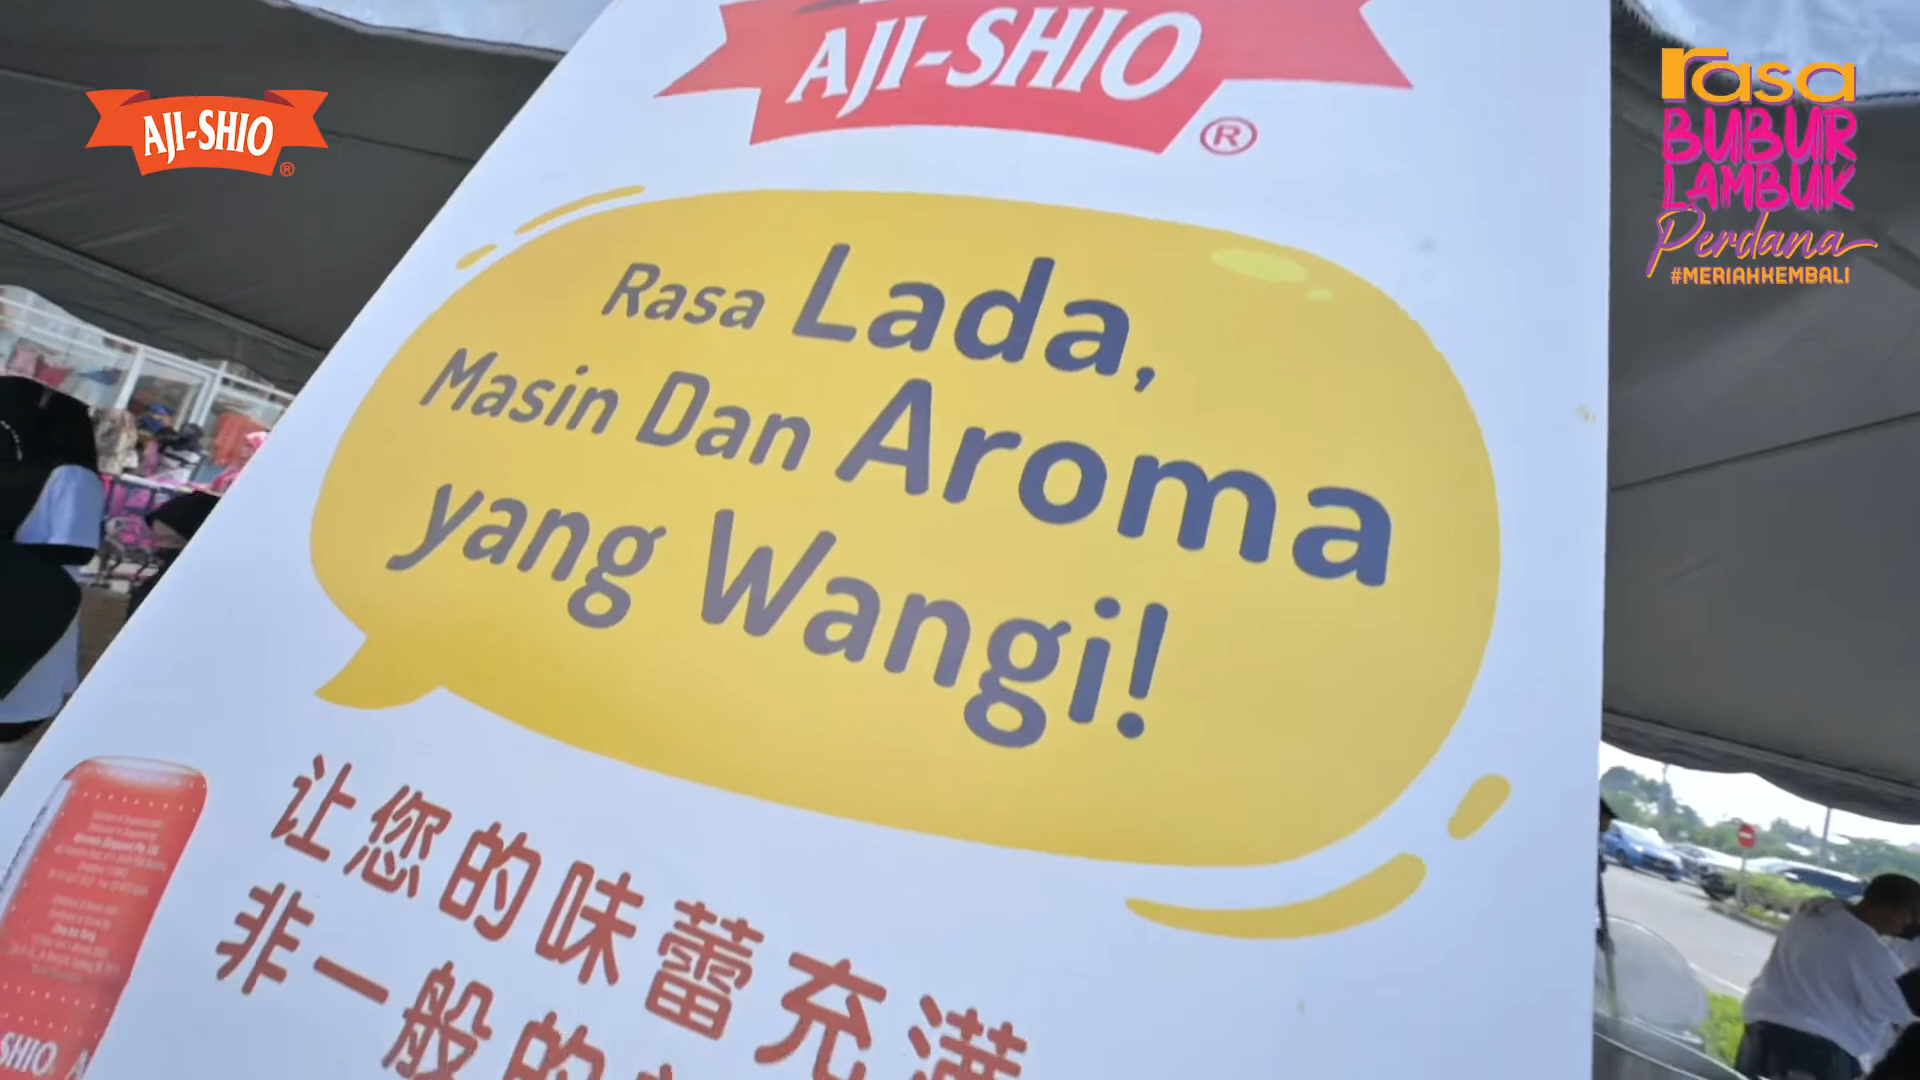 AJI-SHIO
®
AJI-SHIO
®
rasa
BUBUR
LAMBUK
Perdana
#MERIAHKEMBALI
Rasa Lada,
Masin Dan Aroma
yang Wangi!
让您的味蕾充满
非一般的
SHIO